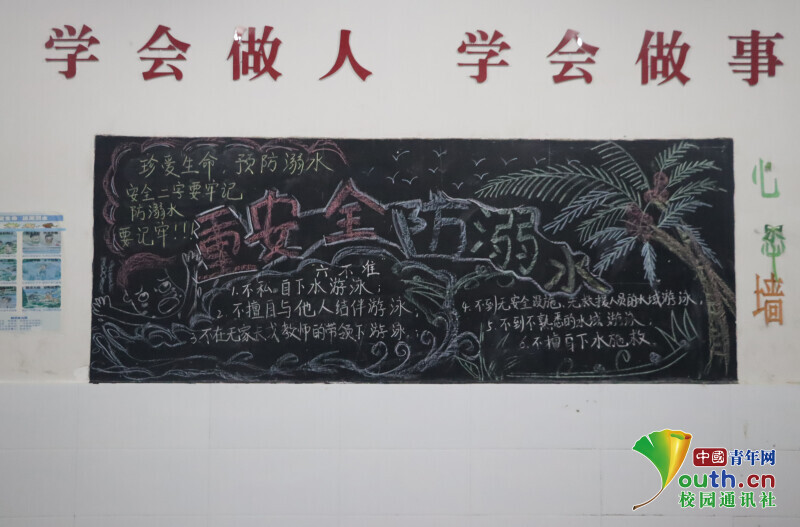 学会做人 学会做事
珍爱生命，预防溺水
安全二字要牢记
防溺水
要记牢!!!
重安全防溺水
六不准
1.不私自下水游泳；
2.不擅自与他人结伴游泳，
3.不在无家长或教师的带领下游泳；
4.不到无安全设施、无救援人员的水域游泳，
5.不到不熟悉的水域游泳，
6.不擅自下水施救。
心
墙
中國青年网
youth.cn
校园通讯社